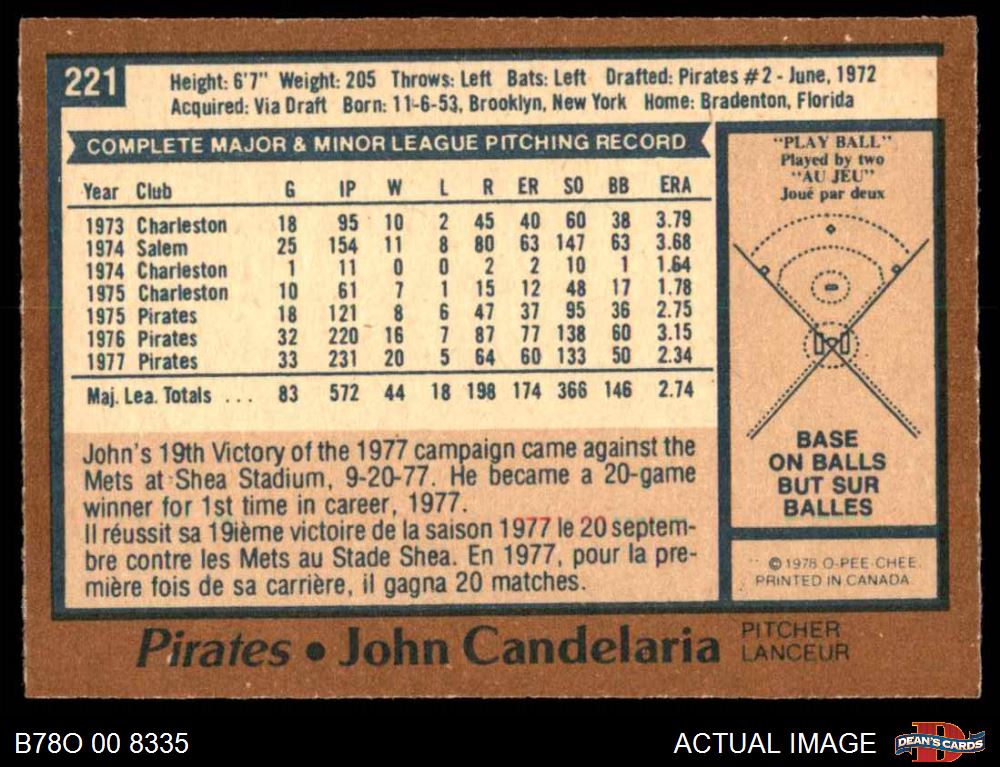 221
Height: 6'7" Weight: 205 Throws: Left Bats: Left Drafted: Pirates #2 - June, 1972
Acquired: Via Draft Born: 11-6-53, Brooklyn, New York Home: Bradenton, Florida
COMPLETE MAJOR & MINOR LEAGUE PITCHING RECORD
Year Club G IP W L R ER SO BB ERA
1973 Charleston 18 95 10 2 45 40 60 38 3.79
1974 Salem 25 154 11 8 80 63 147 63 3.68
1974 Charleston 1 11 0 0 2 2 10 1 1.64
1975 Charleston 10 61 7 1 15 12 48 17 1.78
1975 Pirates 18 121 8 6 47 37 95 36 2.75
1976 Pirates 32 220 16 7 87 77 138 60 3.15
1977 Pirates 33 231 20 5 64 60 133 50 2.34
Maj. Lea. Totals ... 83 572 44 18 198 174 366 146 2.74
John's 19th Victory of the 1977 campaign came against the
Mets at Shea Stadium, 9-20-77. He became a 20-game
winner for 1st time in career, 1977.
Il réussit sa 19ième victoire de la saison 1977 le 20 septem-
bre contre les Mets au Stade Shea. En 1977, pour la pre-
mière fois de sa carrière, il gagna 20 matches.
"PLAY BALL"
Played by two
"AU JEU"
Joué par deux
BASE
ON BALLS
BUT SUR
BALLES
© 1978 O-PEE-CHEE.
PRINTED IN CANADA.
Pirates • John Candelaria
PITCHER
LANCEUR
B78O 00 8335
ACTUAL IMAGE
D
DEAN'S CARDS